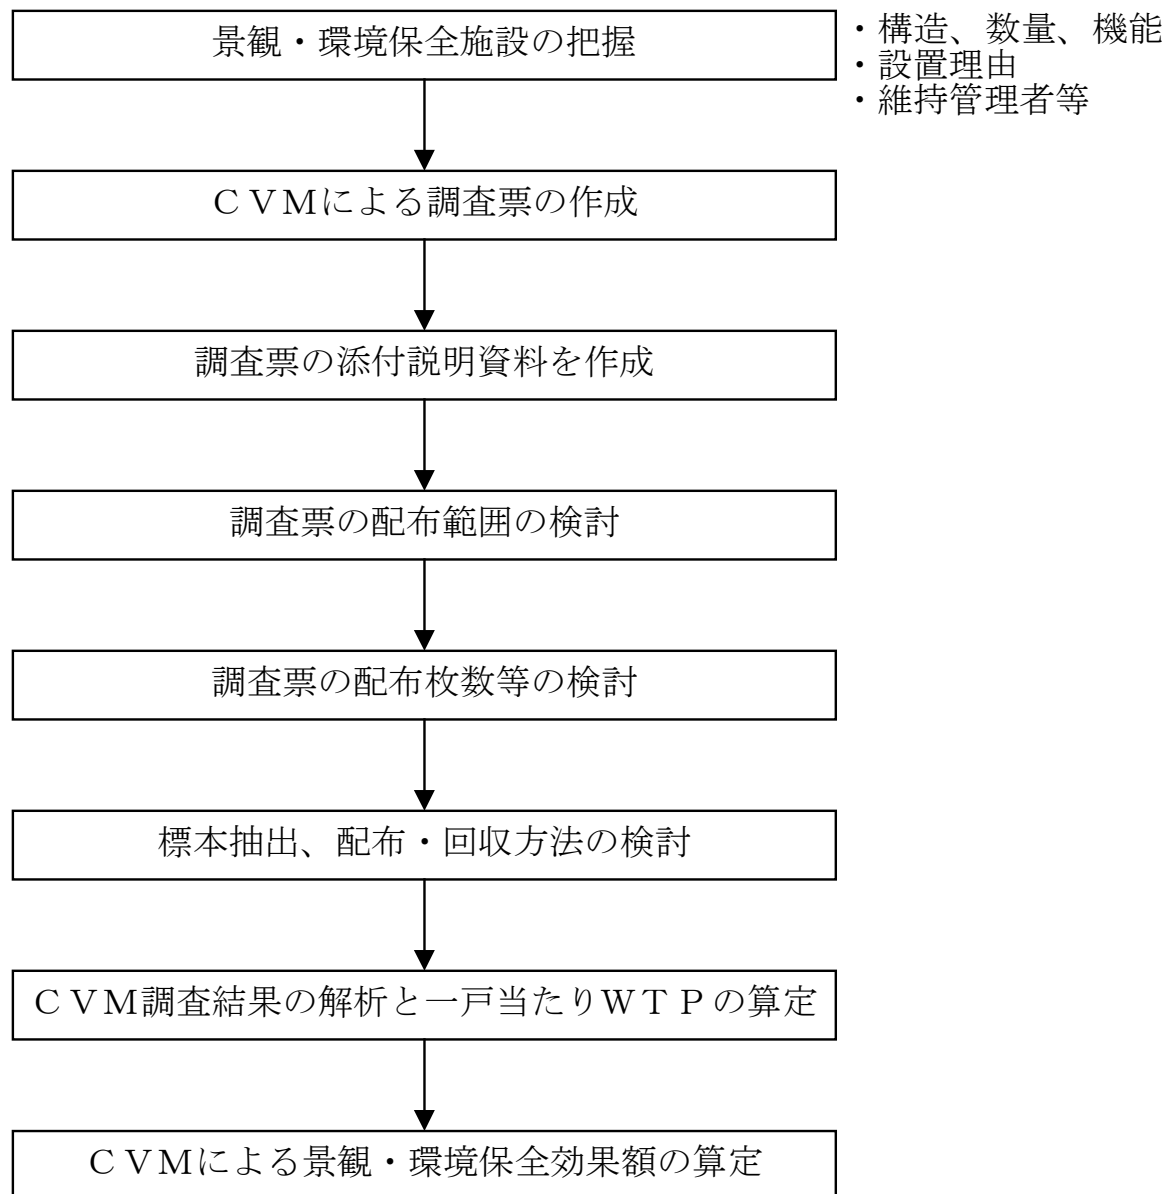 景観・環境保全施設の把握
・構造、数量、機能
・設置理由
・維持管理者等
ＣＶＭによる調査票の作成
調査票の添付説明資料を作成
調査票の配布範囲の検討
調査票の配布枚数等の検討
標本抽出、配布・回収方法の検討
ＣＶＭ調査結果の解析と一戸当たりＷＴＰの算定
ＣＶＭによる景観・環境保全効果額の算定